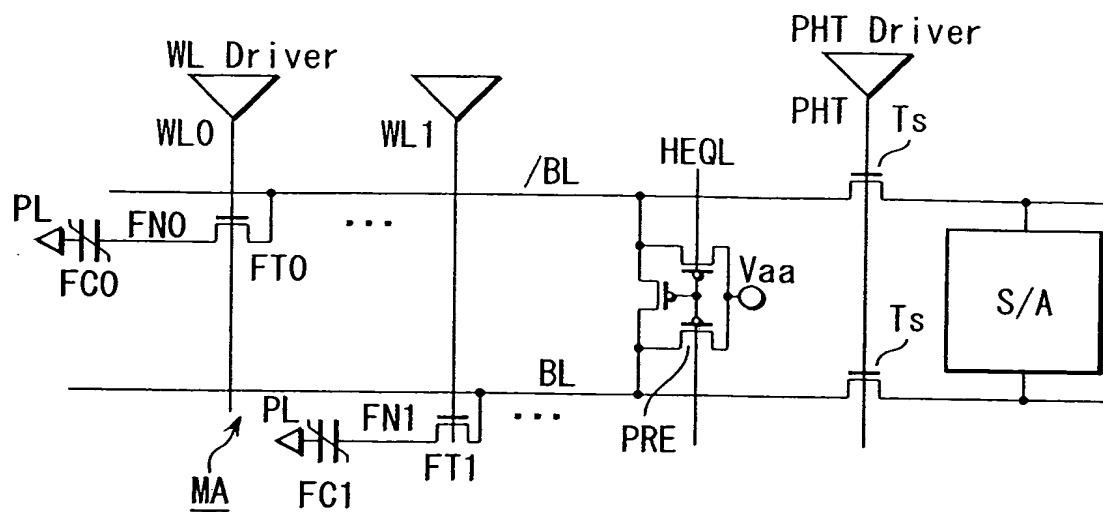 WL Driver
PHT Driver
WL0
WL1
PHT
Ts
HEQL
/BL
PL
FN0
...
FT0
FC0
Vaa
S/A
Ts
BL
PL
FN1
...
FT1
PRE
FC1
MA